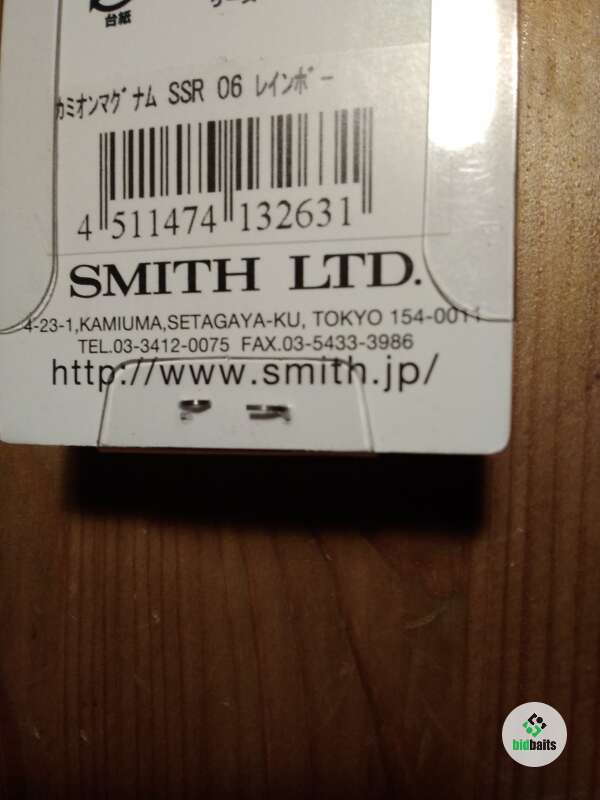 台紙
カミオンマグナム SSR 06 レインボー
4 511474 132631
SMITH LTD.
4-23-1,KAMIUMA,SETAGAYA-KU, TOKYO 154-0011
TEL.03-3412-0075 FAX.03-5433-3986
http://www.smith.jp/
bidbaits